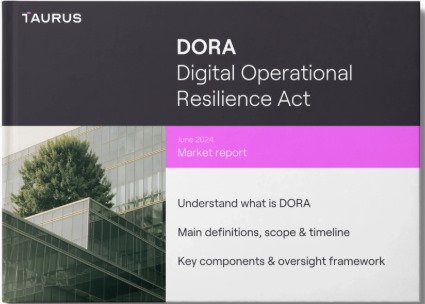 TAURUS
DORA
Digital Operational
Resilience Act
June 2024
Market report
Understand what is DORA
Main definitions, scope & timeline
Key components & oversight framework